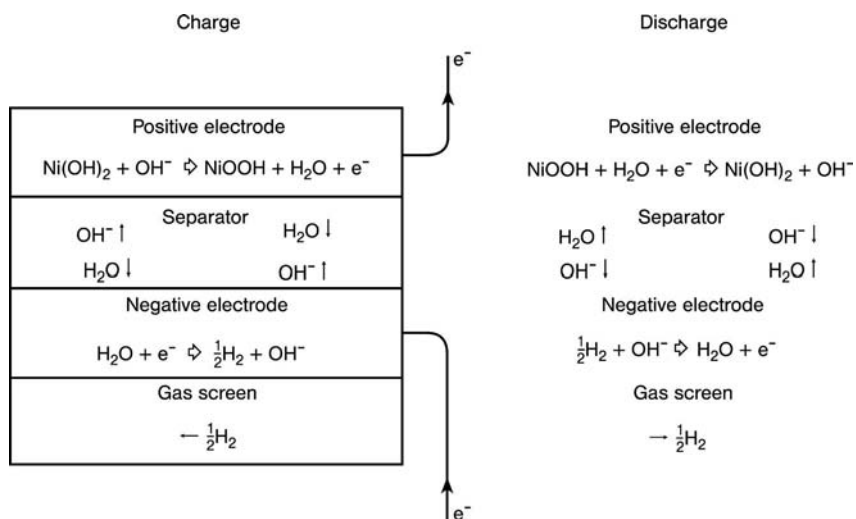 Charge
Discharge
e⁻
Positive electrode
Ni(OH)₂ + OH⁻ ⇨ NiOOH + H₂O + e⁻
Positive electrode
NiOOH + H₂O + e⁻ ⇨ Ni(OH)₂ + OH⁻
Separator
OH⁻ ↑ H₂O ↓
H₂O ↓ OH⁻ ↑
Separator
H₂O ↑ OH⁻ ↓
OH⁻ ↓ H₂O ↑
Negative electrode
H₂O + e⁻ ⇨ ½H₂ + OH⁻
Negative electrode
½H₂ + OH⁻ ⇨ H₂O + e⁻
Gas screen
← ½H₂
Gas screen
→ ½H₂
e⁻